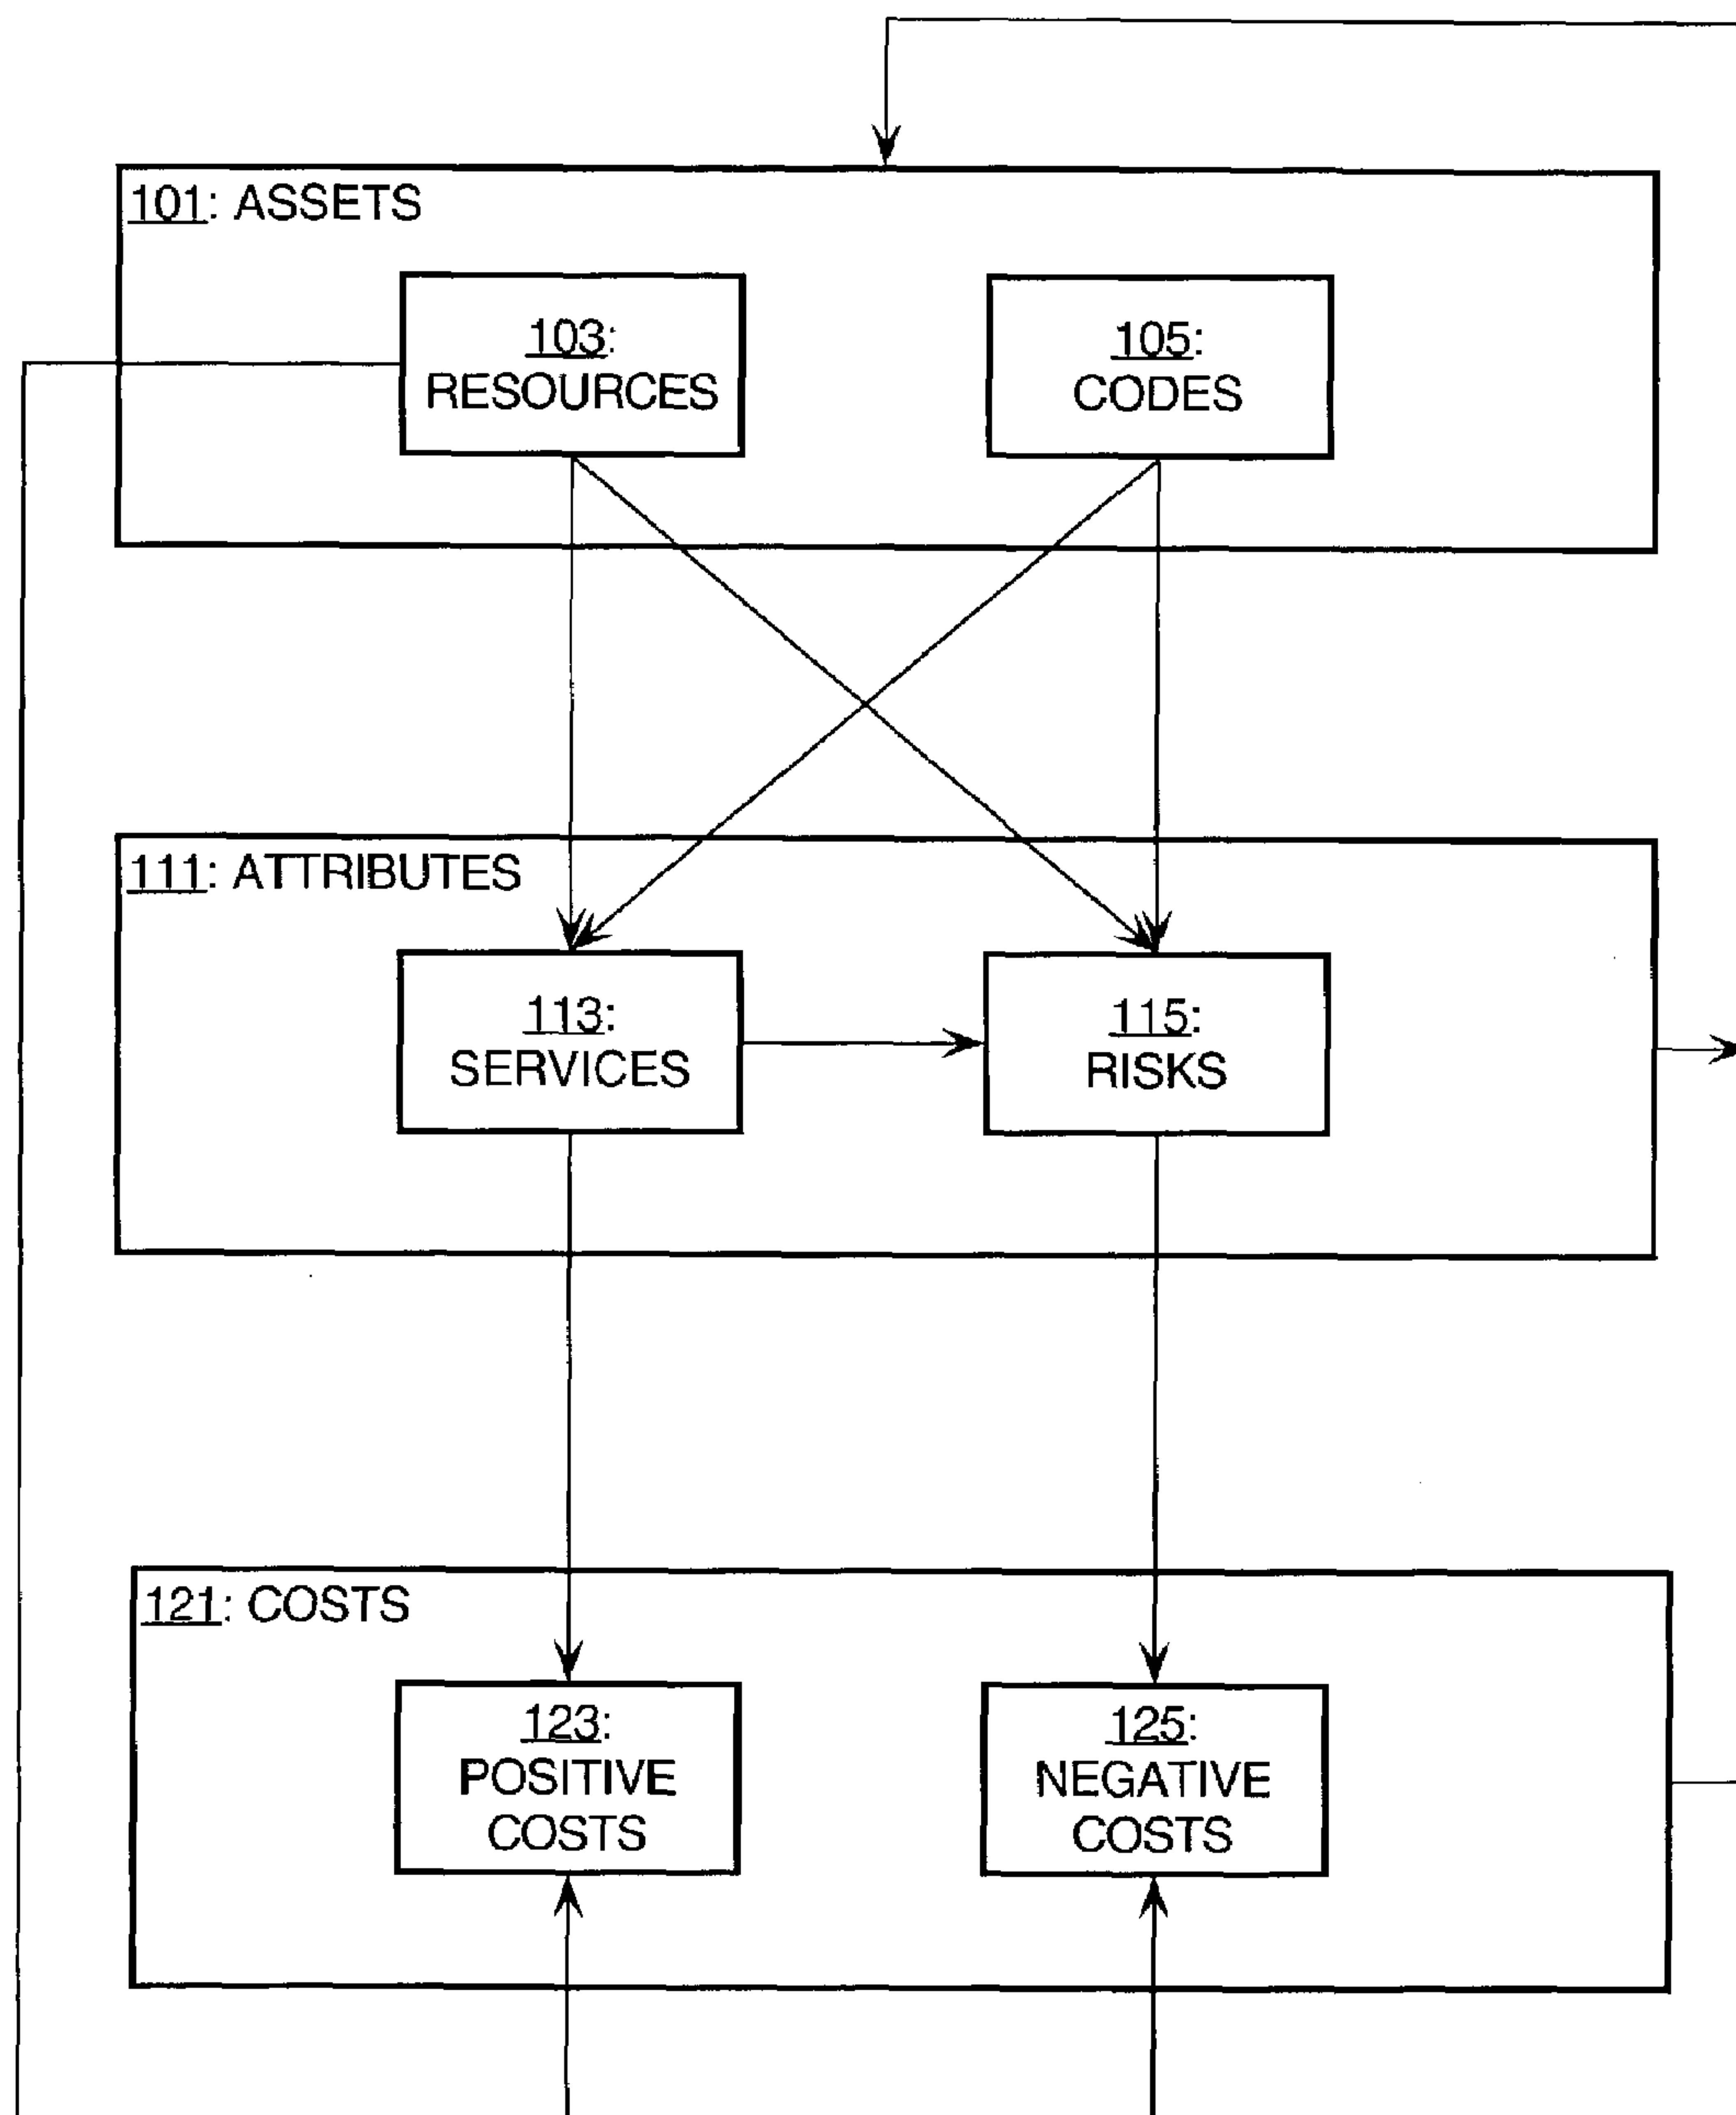 101: ASSETS
103:
RESOURCES
105:
CODES
111: ATTRIBUTES
113:
SERVICES
115:
RISKS
121: COSTS
123:
POSITIVE
COSTS
125:
NEGATIVE
COSTS